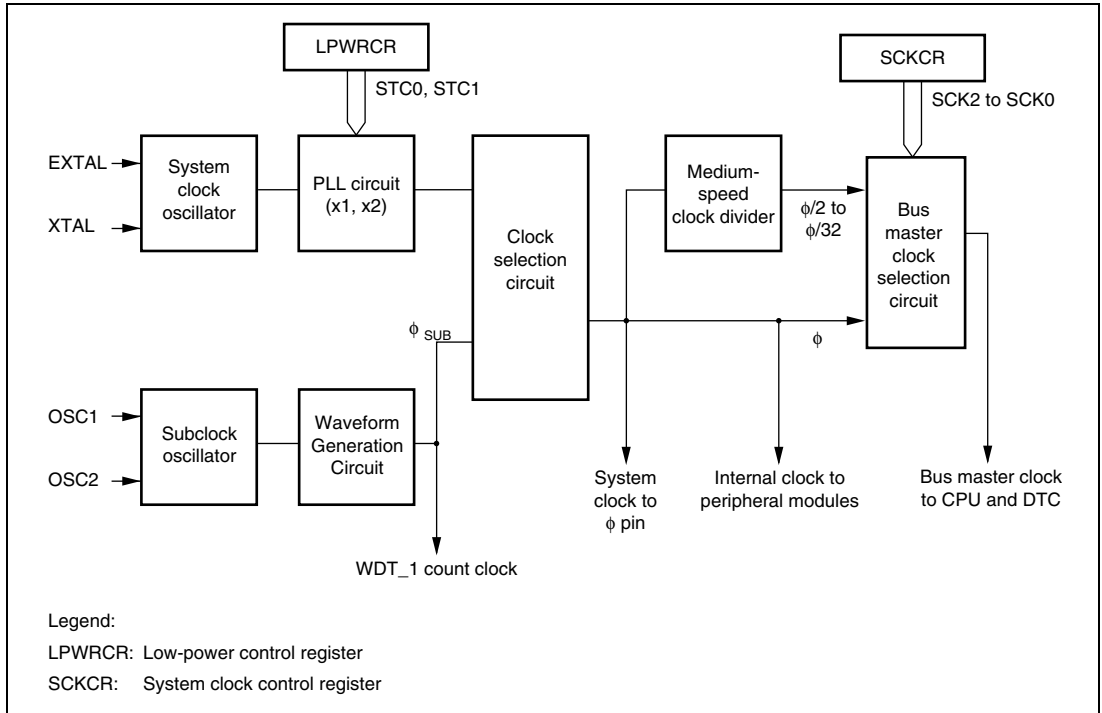 LPWRCR
STC0, STC1
SCKCR
SCK2 to SCK0
EXTAL
XTAL
System
clock
oscillator
PLL circuit
(x1, x2)
Clock
selection
circuit
Medium-
speed
clock divider
ϕ/2 to
ϕ/32
Bus
master
clock
selection
circuit
ϕ SUB
ϕ
OSC1
OSC2
Subclock
oscillator
Waveform
Generation
Circuit
System
clock to
ϕ pin
Internal clock to
peripheral modules
Bus master clock
to CPU and DTC
WDT_1 count clock
Legend:
LPWRCR: Low-power control register
SCKCR: System clock control register